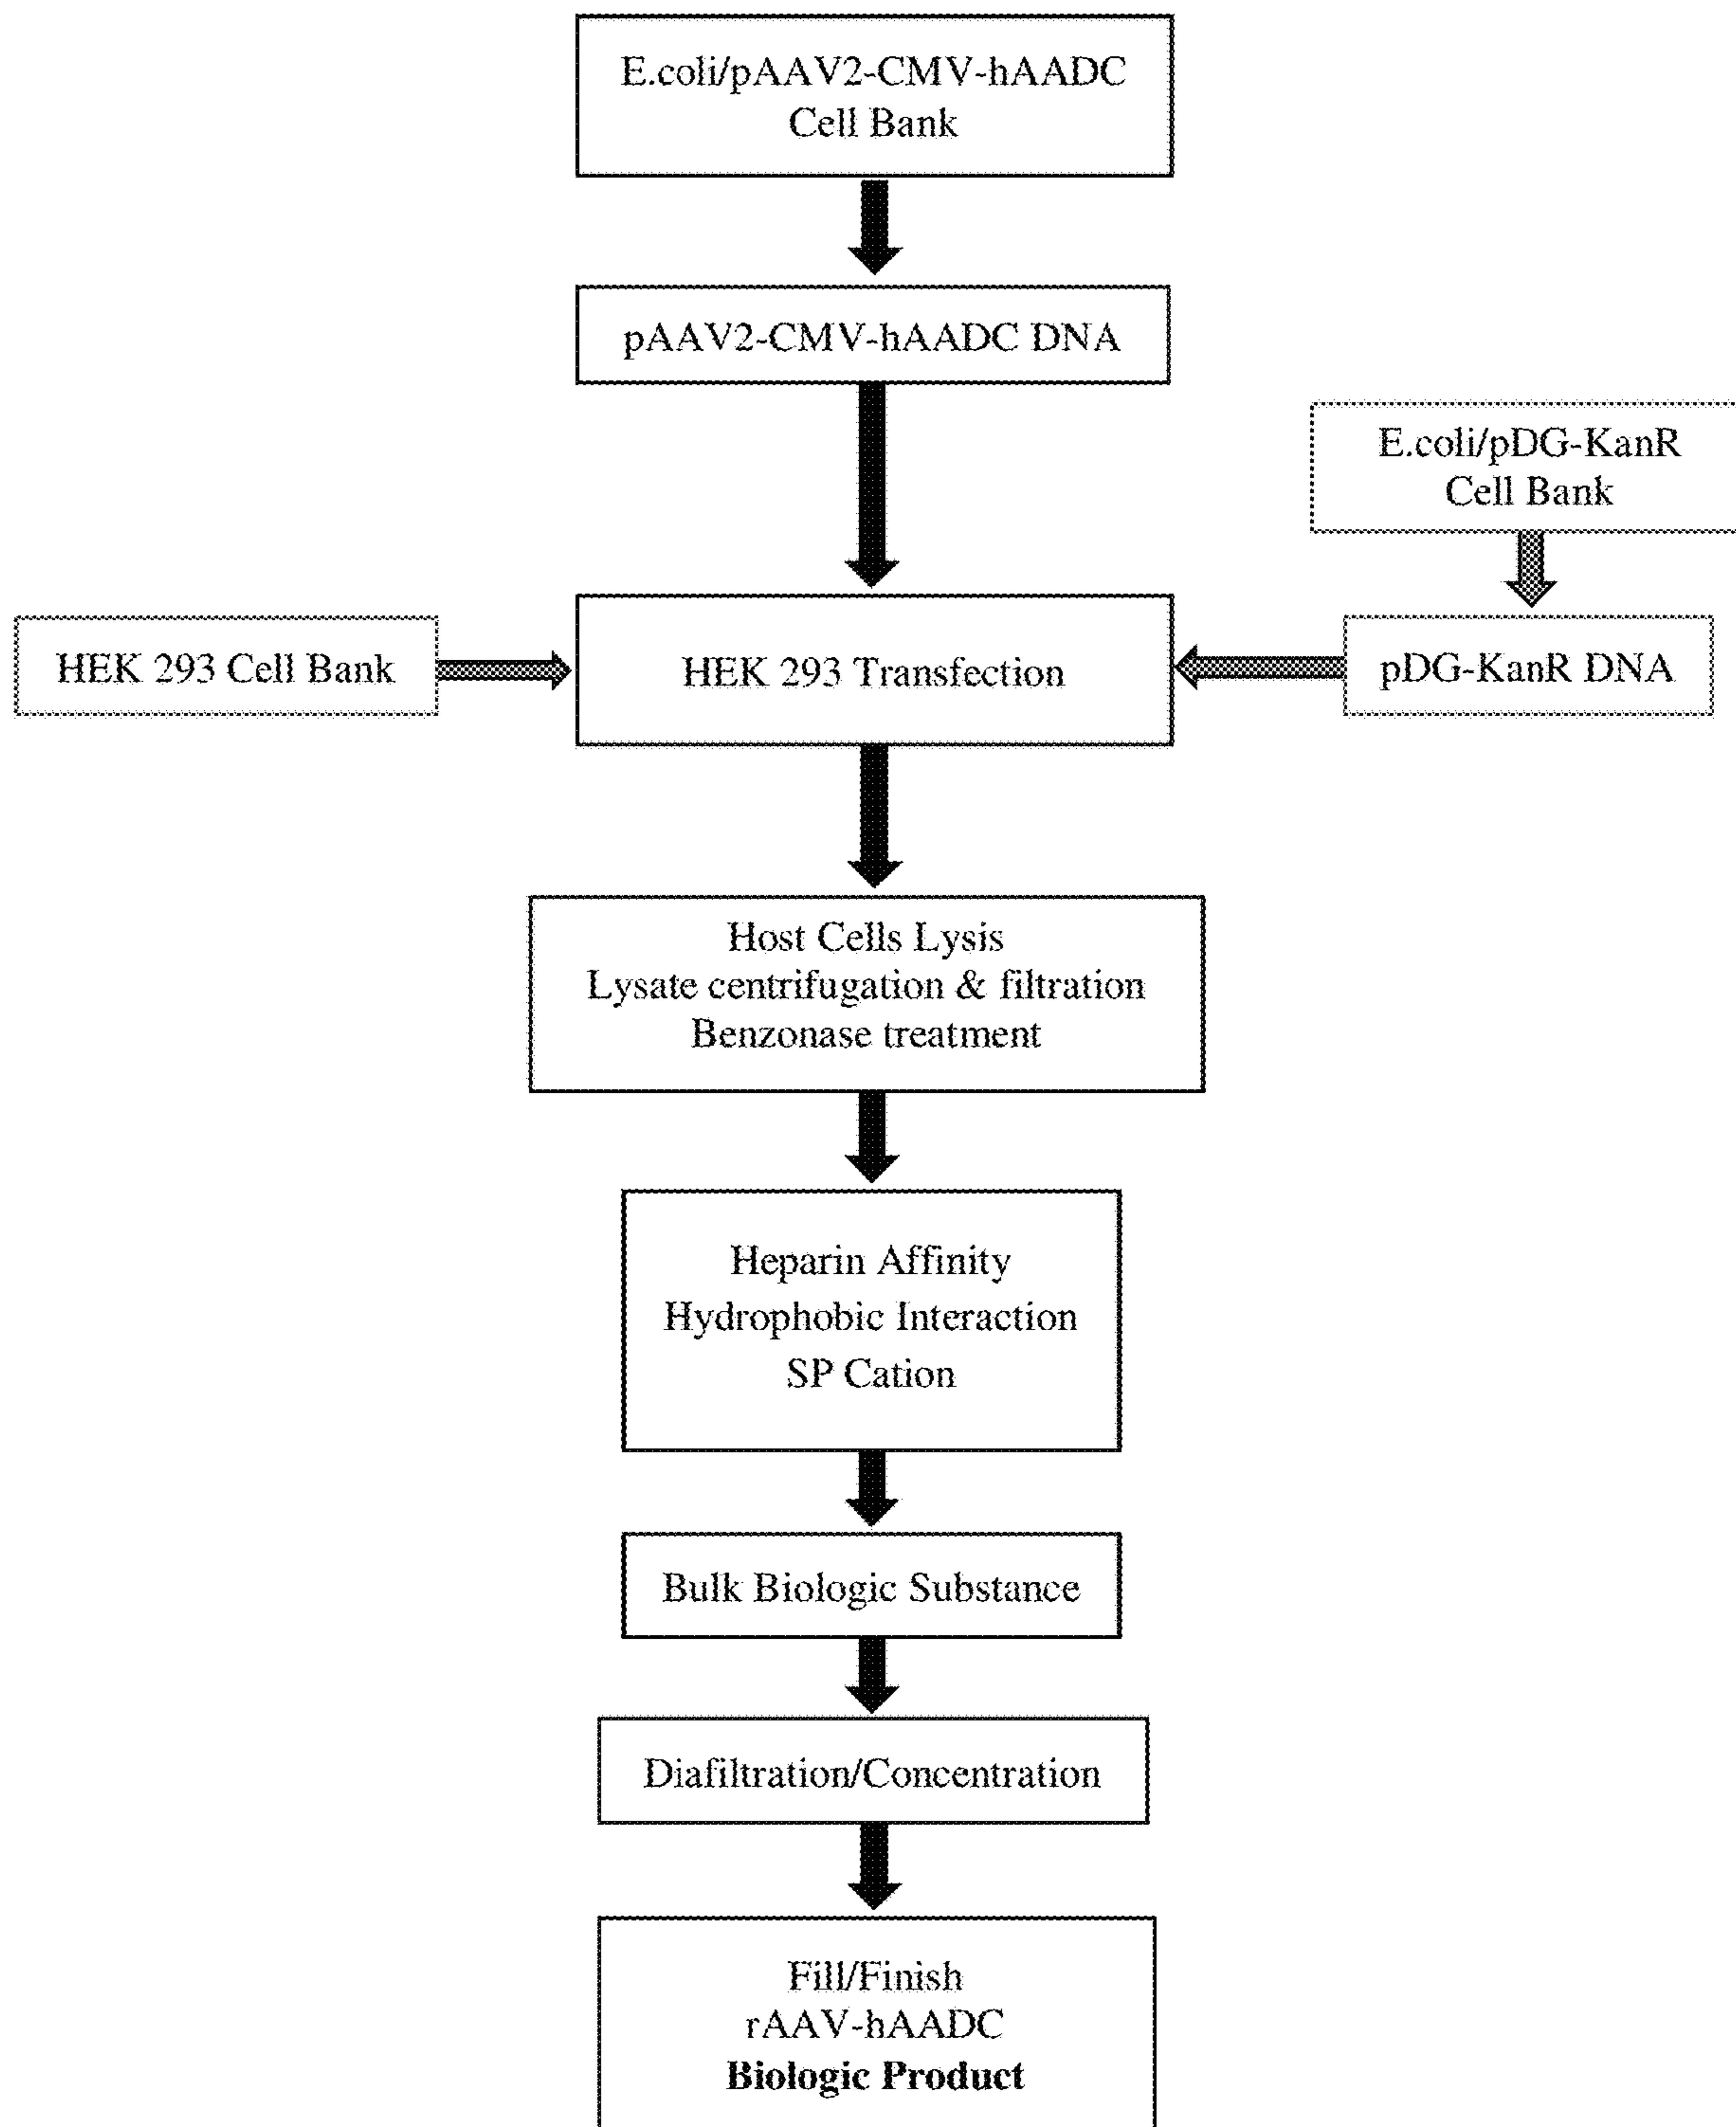 E.coli/pAAV2-CMV-hAADC
Cell Bank
pAAV2-CMV-hAADC DNA
E.coli/pDG-KanR
Cell Bank
HEK 293 Cell Bank
HEK 293 Transfection
pDG-KanR DNA
Host Cells Lysis
Lysate centrifugation & filtration
Benzonase treatment
Heparin Affinity
Hydrophobic Interaction
SP Cation
Bulk Biologic Substance
Diafiltration/Concentration
Fill/Finish
rAAV-hAADC
Biologic Product